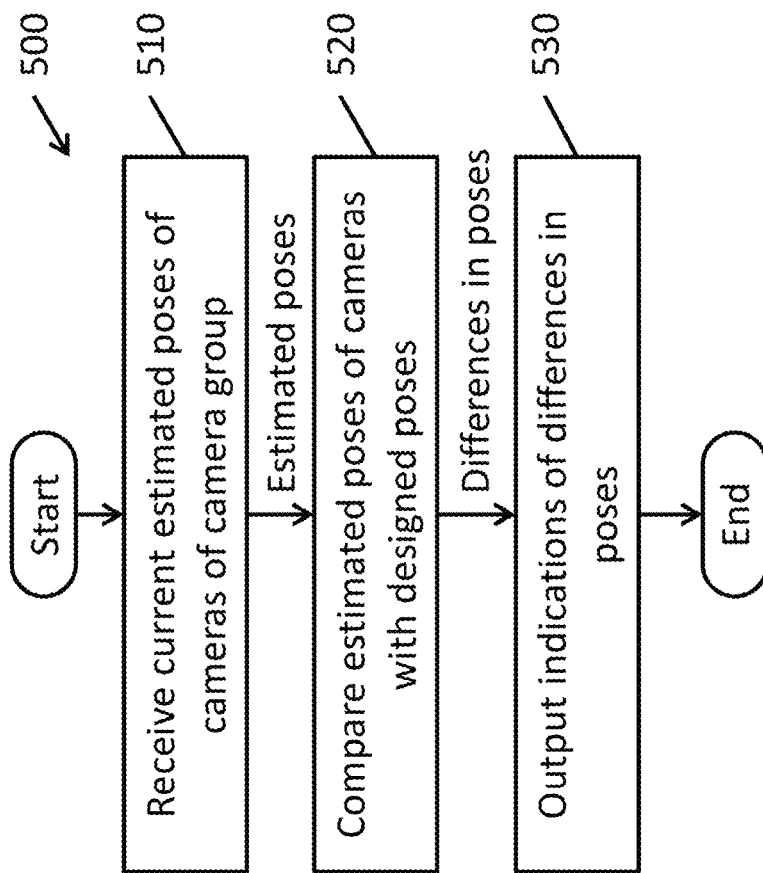 500
Start
510
Receive current estimated poses of
cameras of camera group
Estimated poses
520
Compare estimated poses of cameras
with designed poses
Differences in poses
530
Output indications of differences in
poses
End